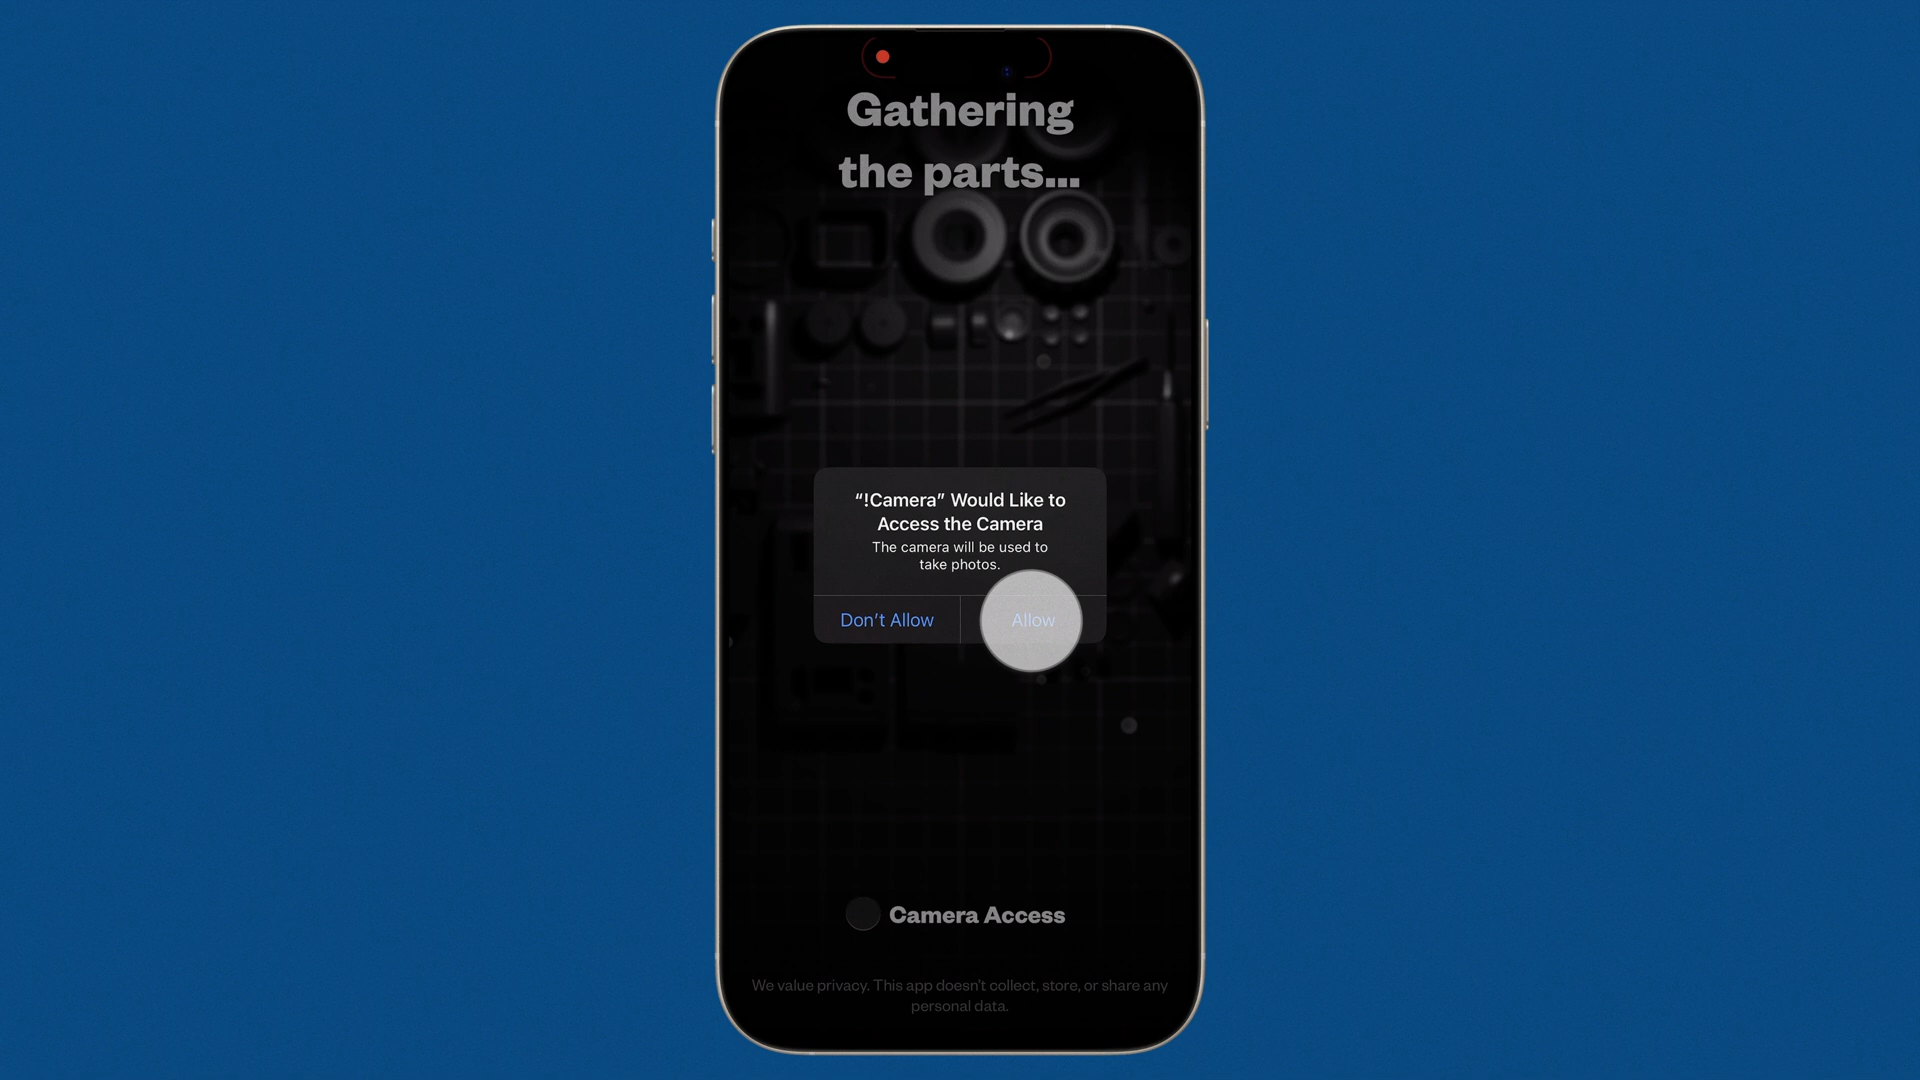 Gathering
the parts...
“!Camera” Would Like to
Access the Camera
The camera will be used to
take photos.
Don’t Allow
Allow
Camera Access
We value privacy. This app doesn’t collect, store, or share any
personal data.